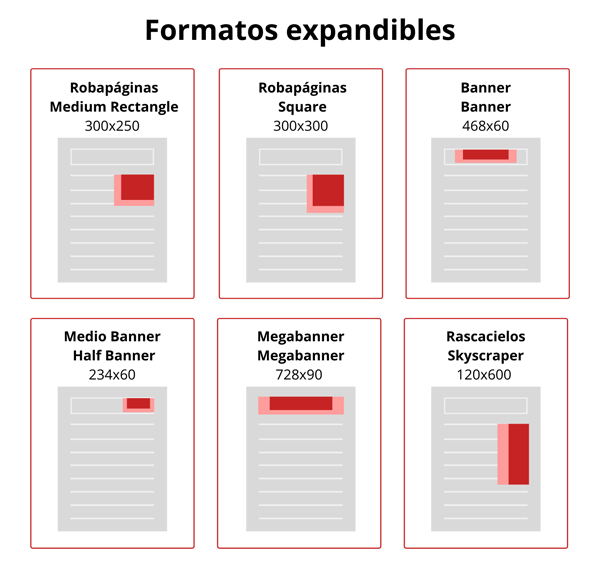 Formatos expandibles
Robapáginas
Medium Rectangle
300x250
Robapáginas
Square
300x300
Banner
Banner
468x60
Medio Banner
Half Banner
234x60
Megabanner
Megabanner
728x90
Rascacielos
Skyscraper
120x600